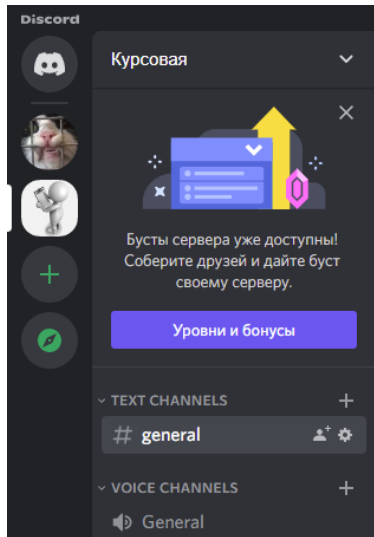 Discord
Курсовая
Бусты сервера уже доступны!
Соберите друзей и дайте буст
своему серверу.
Уровни и бонусы
TEXT CHANNELS
general
VOICE CHANNELS
General